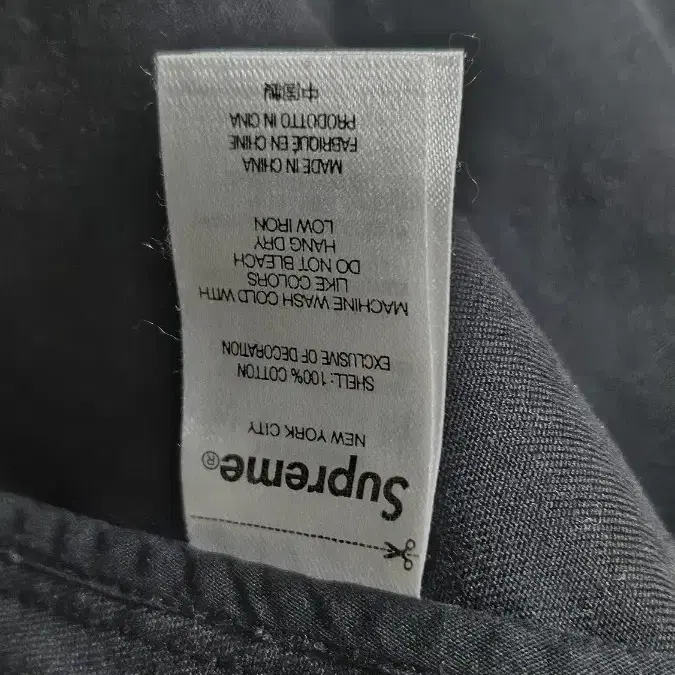 Supreme®
NEW YORK CITY
SHELL: 100% COTTON
EXCLUSIVE OF DECORATION
MACHINE WASH COLD WITH
LIKE COLORS
DO NOT BLEACH
HANG DRY
LOW IRON
MADE IN CHINA
FABRIQUÉ EN CHINE
PRODOTTO IN CINA
中国製